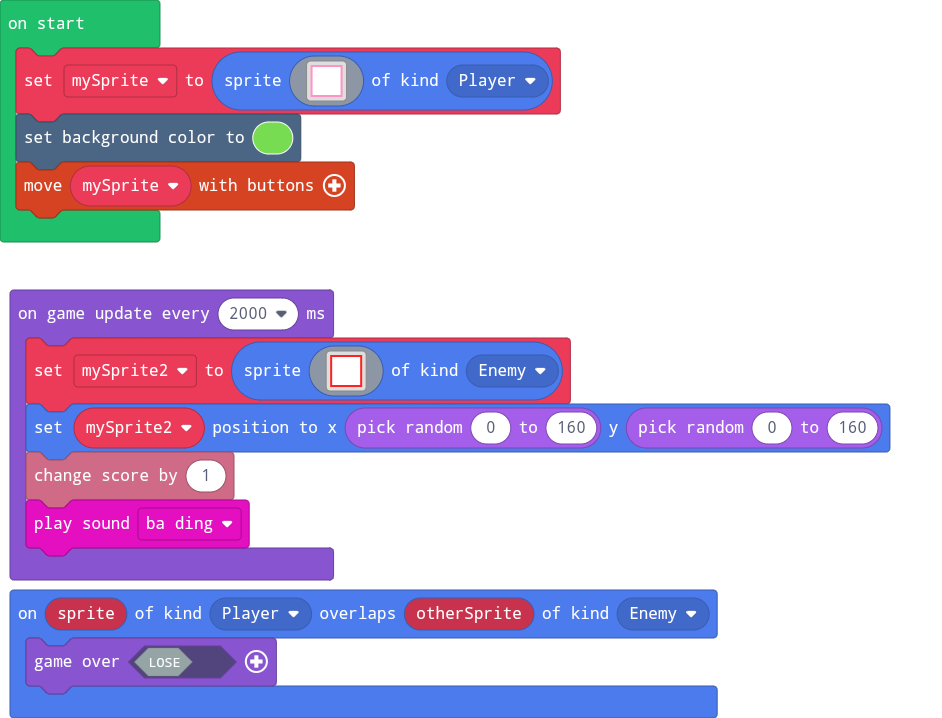 on start
set mySprite to sprite of kind Player
set background color to
move mySprite with buttons
on game update every 2000 ms
set mySprite2 to sprite of kind Enemy
set mySprite2 position to x pick random 0 to 160 y pick random 0 to 160
change score by 1
play sound ba ding
on sprite of kind Player overlaps otherSprite of kind Enemy
game over LOSE